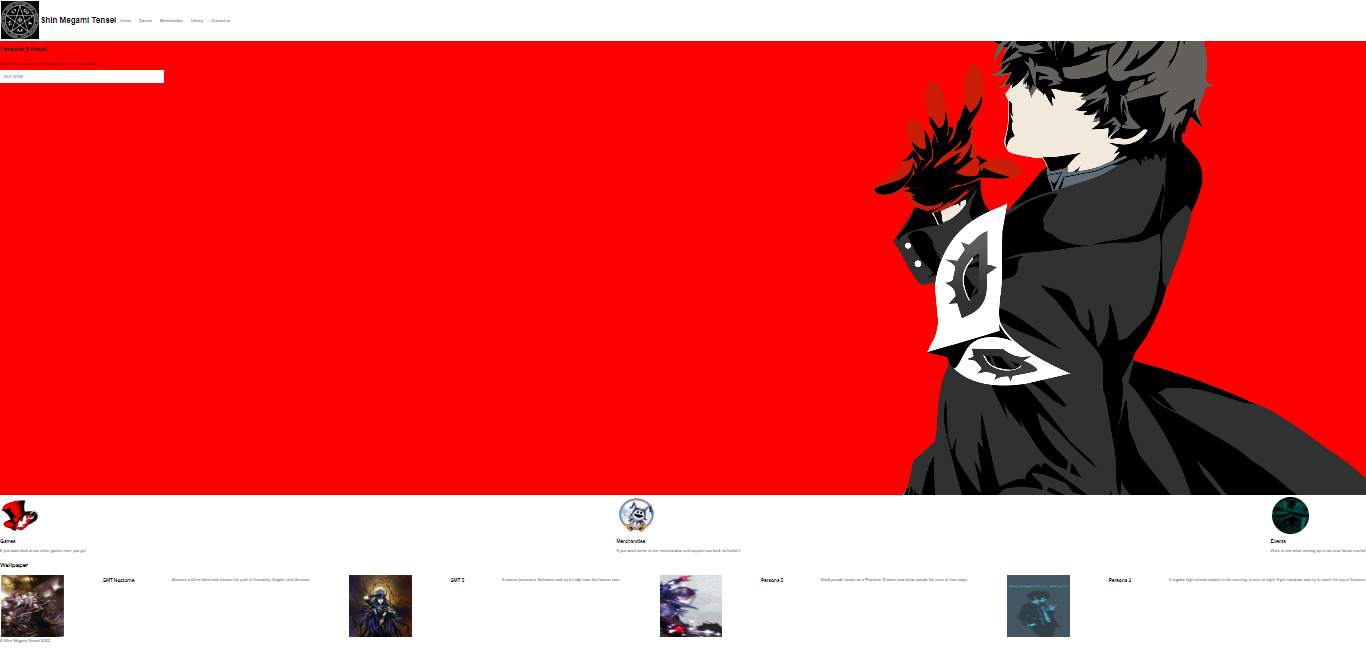 Shin Megami Tensei
Home Games Merchandise History Contact us
Persona 5 Royal
BUY NOW
Games
If you want look at our other games here you go!
Merchandise
If you want some of our merchandise and support use look no further!
Events
Want to see what coming up in our near future events?
Wallpaper
SMT Nocturne
Become a Demi fiend and choose the path of Humanity, Angels, and Demons.
SMT 5
A human become a Nahobino and try to help save the human race.
Persona 5
Steal people hearts as a Phantom Thieves and show people the error of their ways.
Persona 3
A regular high school student in the morning, a hero at night. Fight shadows and try to reach the top of Tartarus.
© Shin Megami Tensei 2022